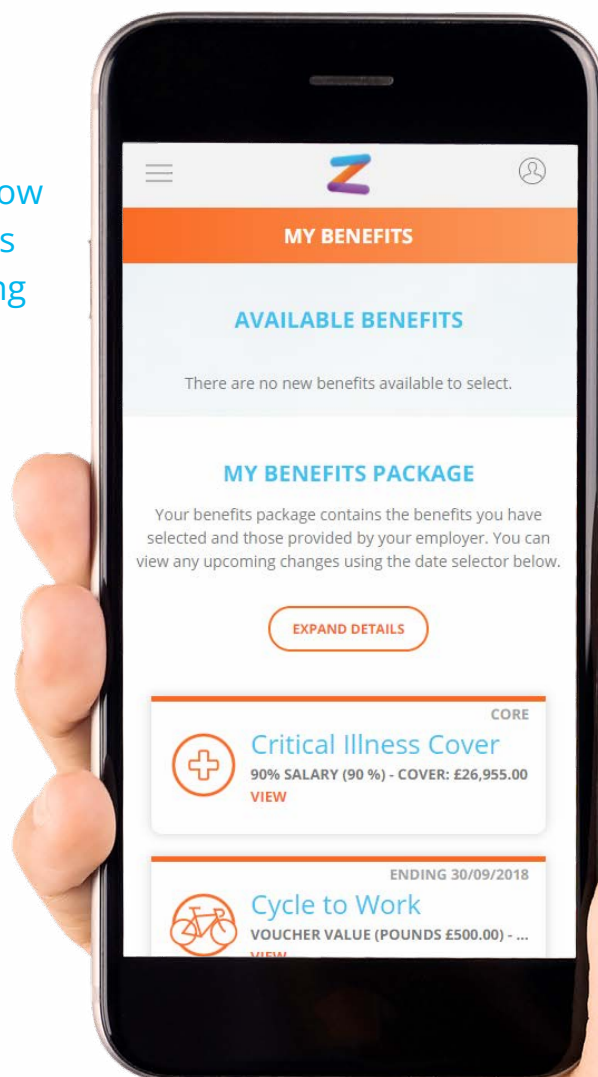 MY BENEFITS
AVAILABLE BENEFITS
There are no new benefits available to select.
MY BENEFITS PACKAGE
Your benefits package contains the benefits you have
selected and those provided by your employer. You can
view any upcoming changes using the date selector below.
EXPAND DETAILS
CORE
Critical Illness Cover
90% SALARY (90 %) - COVER: £26,955.00
VIEW
ENDING 30/09/2018
Cycle to Work
VOUCHER VALUE (POUNDS £500.00) - ...
VIEW